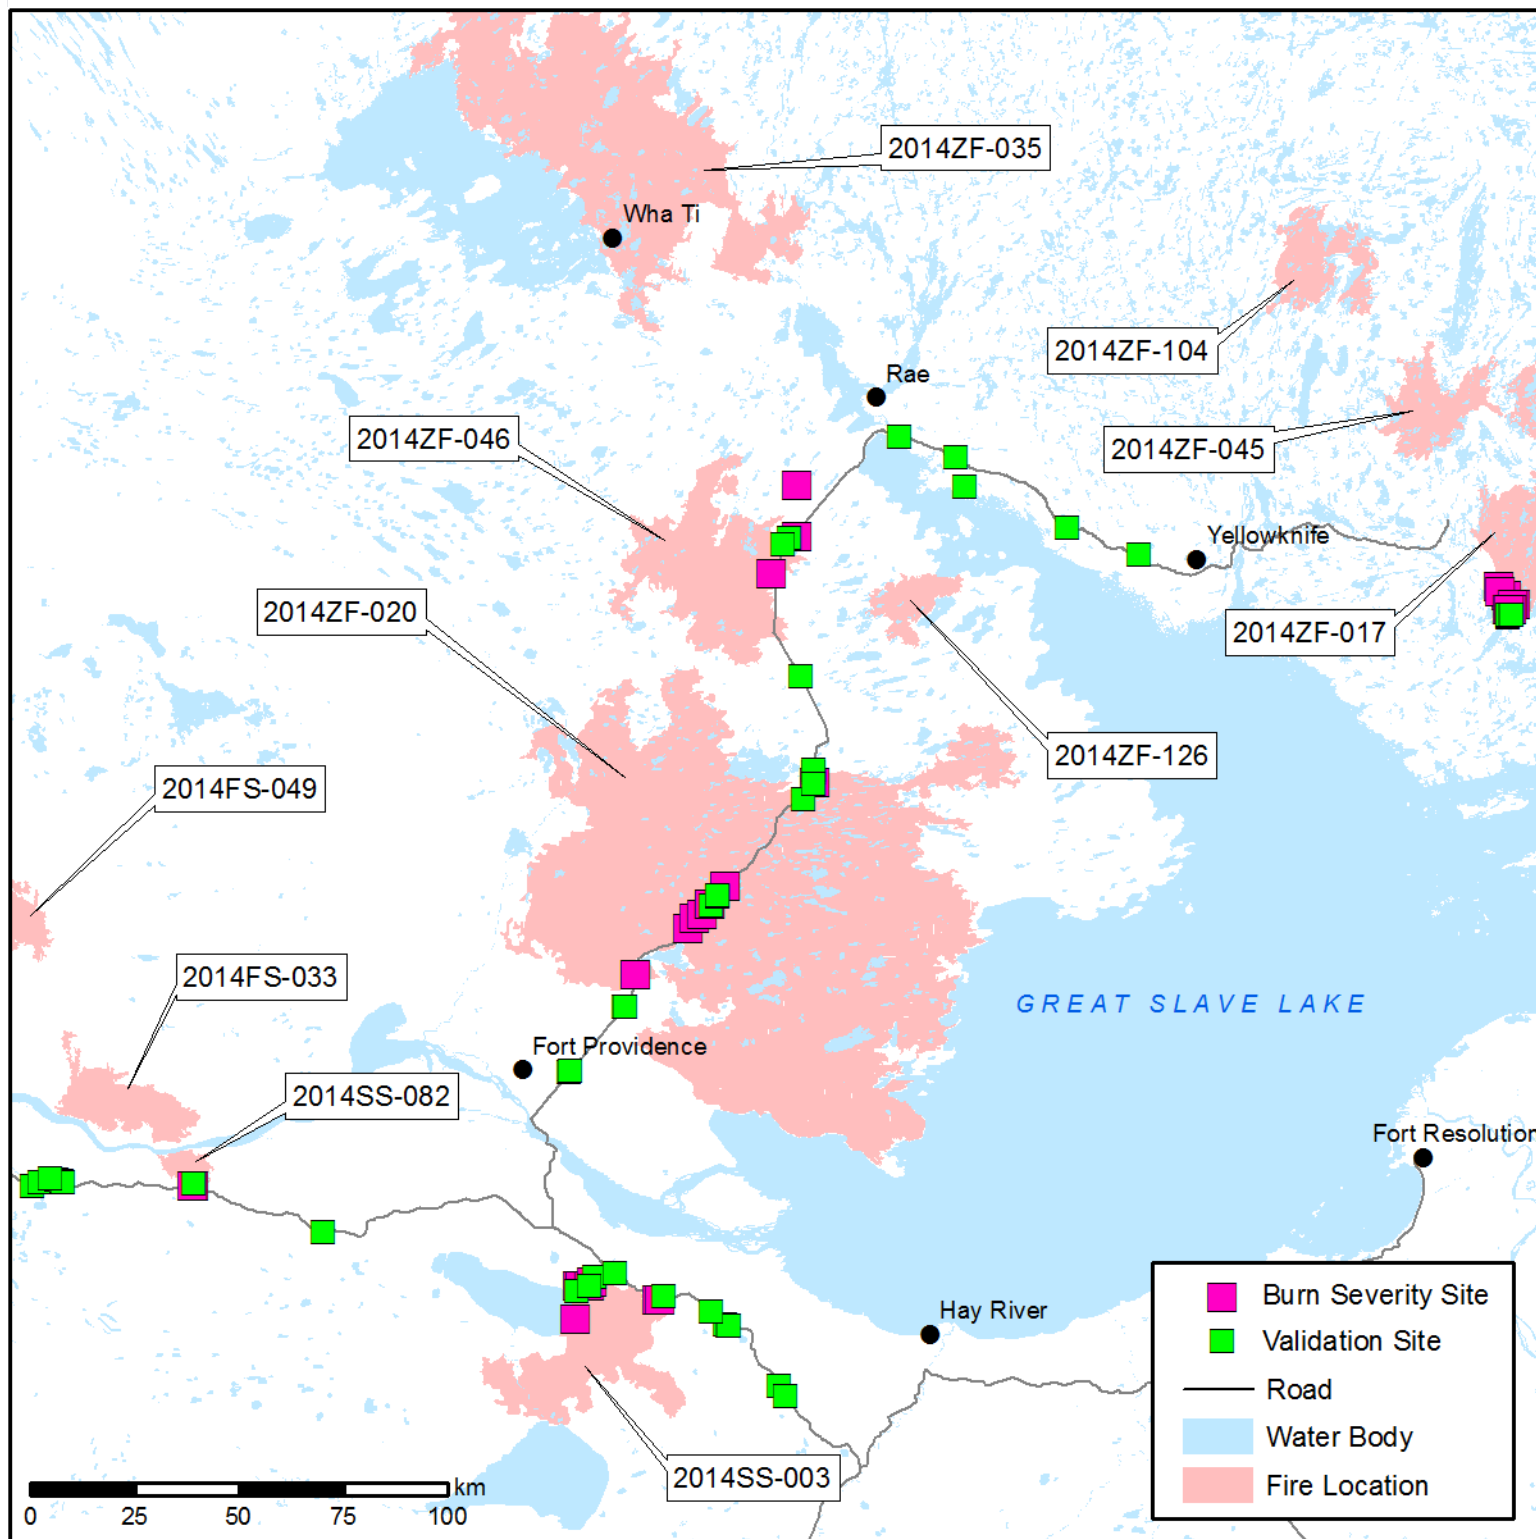 2014ZF-035
Wha Ti
2014ZF-104
Rae
2014ZF-046
2014ZF-045
Yellowknife
2014ZF-020
2014ZF-017
2014ZF-126
2014FS-049
2014FS-033
GREAT SLAVE LAKE
Fort Providence
2014SS-082
Fort Resolution
Hay River
Burn Severity Site
Validation Site
Road
Water Body
Fire Location
2014SS-003
km
0 25 50 75 100